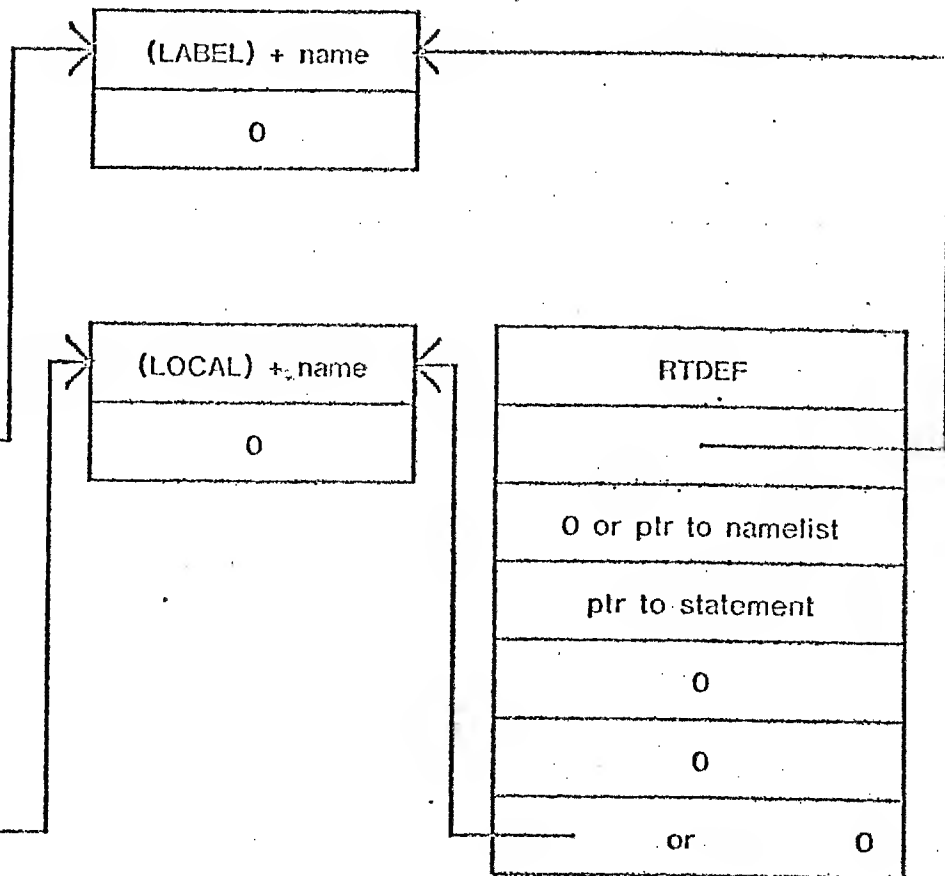 (LABEL) + name
0
(LOCAL) + name
0
RTDEF
0 or ptr to namelist
ptr to statement
0
0
or 0